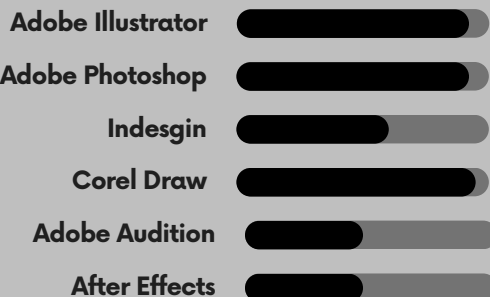 Adobe Illustrator
Adobe Photoshop
Indesgin
Corel Draw
Adobe Audition
After Effects